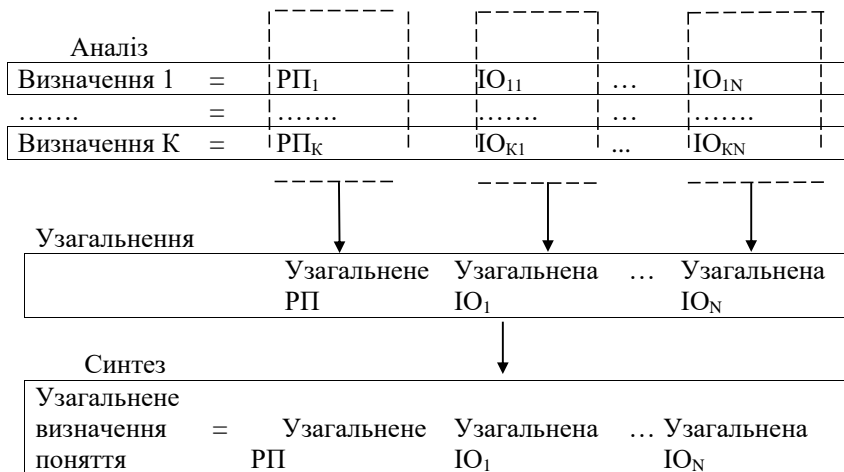 Аналіз
Визначення 1 = РП₁ ІО₁₁ … ІО₁N
……. = ……. ……. … …….
Визначення К = РПК ІОК₁ ... ІОКN
Узагальнення
Узагальнене Узагальнена … Узагальнена
РП ІО₁ ІОN
Синтез
Узагальнене
визначення = Узагальнене Узагальнена … Узагальнена
поняття РП ІО₁ ІОN